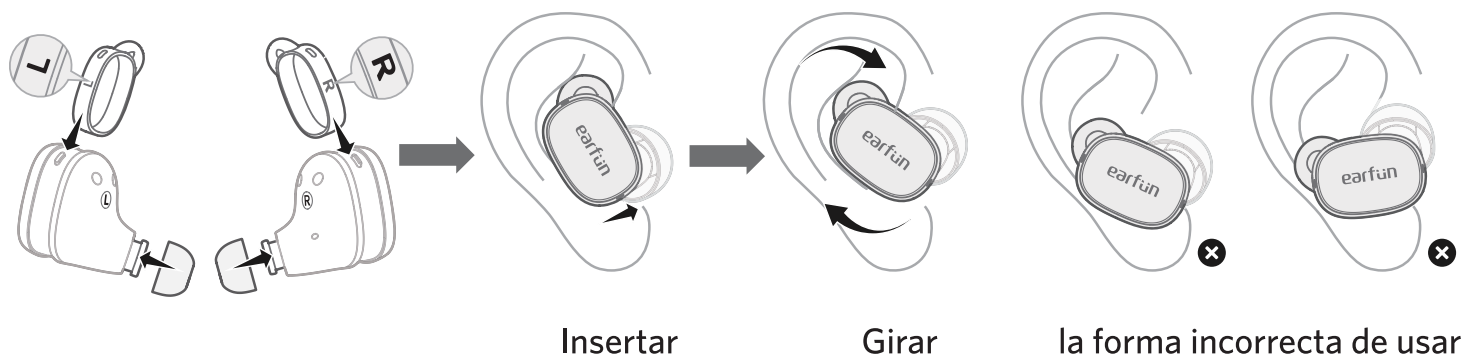 L
R
L
R
L
R
earfun
earfun
earfun
earfun
Insertar
Girar
la forma incorrecta de usar